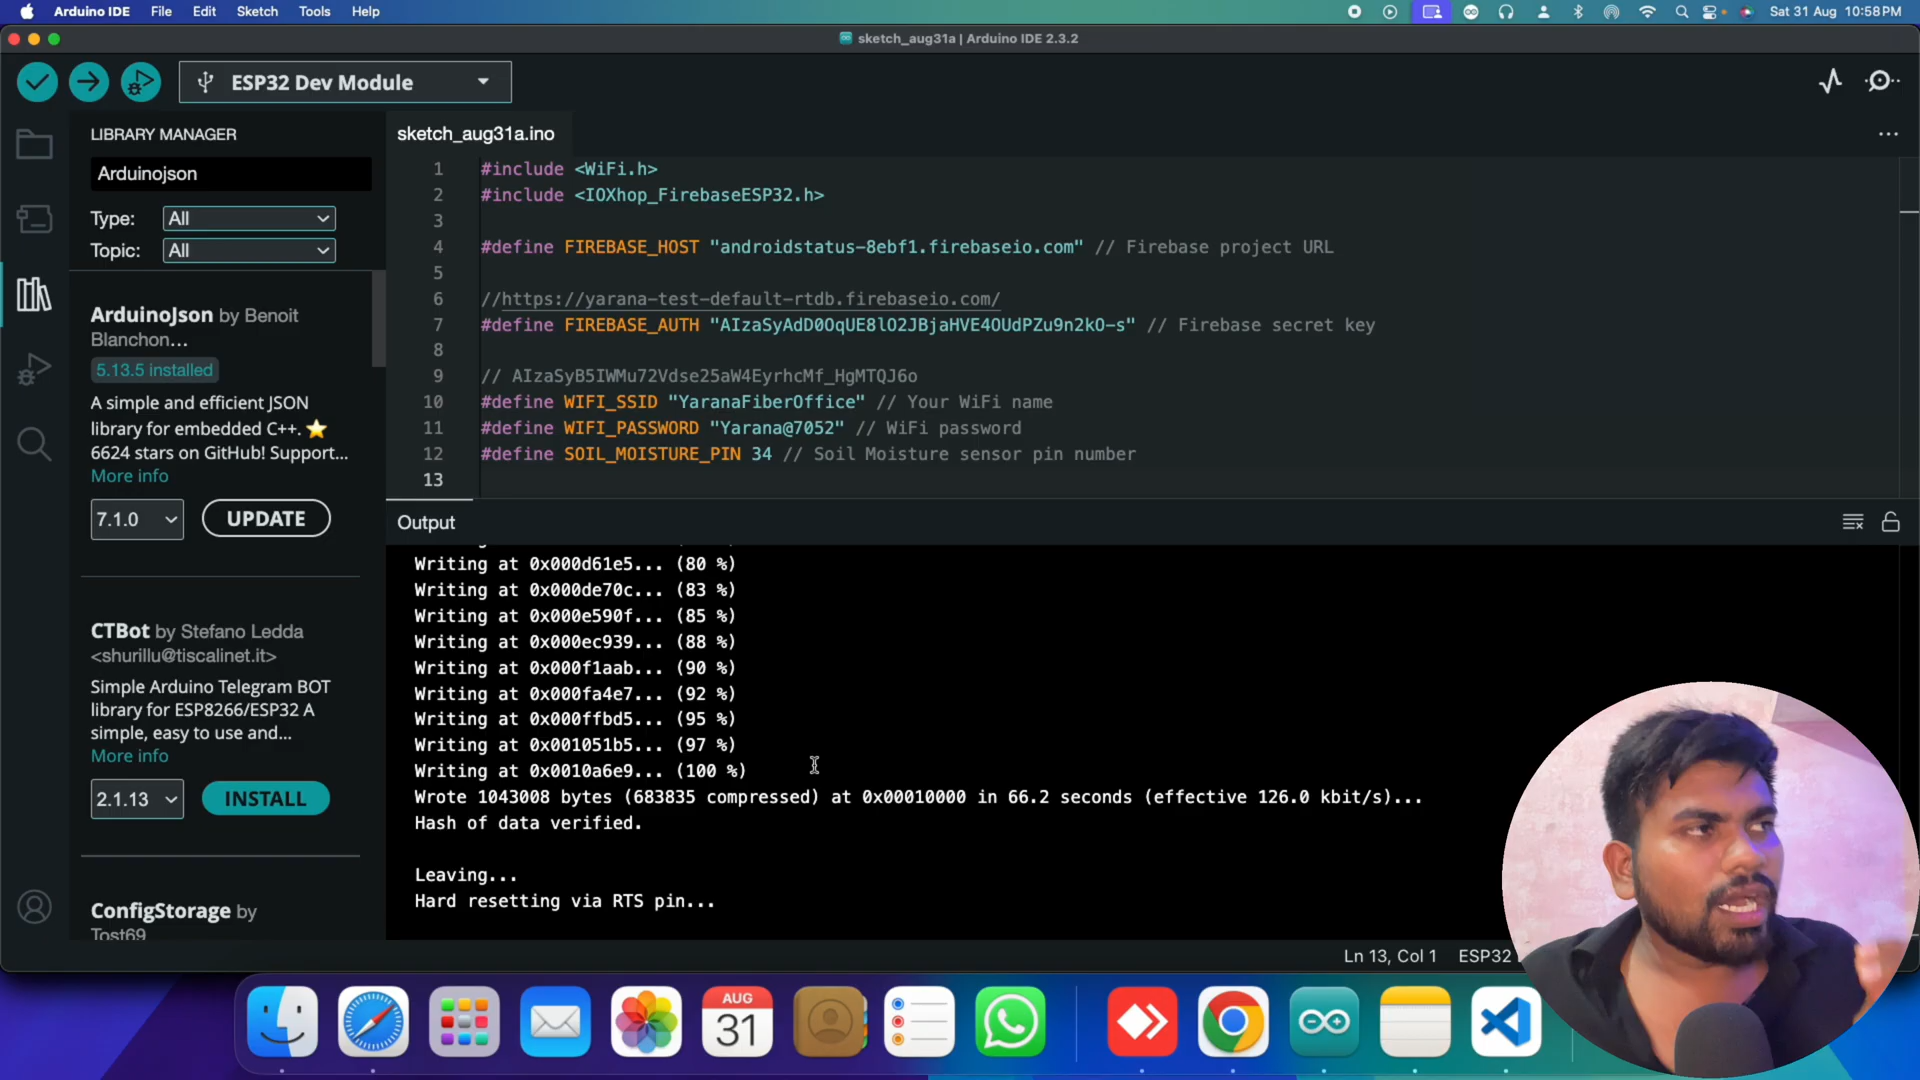 Arduino IDE File Edit Sketch Tools Help
Sat 31 Aug 10:58 PM
sketch_aug31a | Arduino IDE 2.3.2
ESP32 Dev Module
LIBRARY MANAGER
Arduinojson
Type: All
Topic: All
ArduinoJson by Benoit
Blanchon...
5.13.5 installed
A simple and efficient JSON
library for embedded C++. ⭐
6624 stars on GitHub! Support...
More info
7.1.0 UPDATE
CTBot by Stefano Ledda
<shurillu@tiscalinet.it>
Simple Arduino Telegram BOT
library for ESP8266/ESP32 A
simple, easy to use and...
More info
2.1.13 INSTALL
ConfigStorage by
Tost69
sketch_aug31a.ino
1 #include <WiFi.h>
2 #include <IOXhop_FirebaseESP32.h>
3
4 #define FIREBASE_HOST "androidstatus-8ebf1.firebaseio.com" // Firebase project URL
5
6 //https://yarana-test-default-rtdb.firebaseio.com/
7 #define FIREBASE_AUTH "AIzaSyAdD0OqUE8lO2JBjaHVE4OUdPZu9n2kO-s" // Firebase secret key
8
9 // AIzaSyB5IWMu72Vdse25aW4EyrhcMf_HgMTQJ6o
10 #define WIFI_SSID "YaranaFiberOffice" // Your WiFi name
11 #define WIFI_PASSWORD "Yarana@7052" // WiFi password
12 #define SOIL_MOISTURE_PIN 34 // Soil Moisture sensor pin number
13
Output
Writing at 0x000d61e5... (80 %)
Writing at 0x000de70c... (83 %)
Writing at 0x000e590f... (85 %)
Writing at 0x000ec939... (88 %)
Writing at 0x000f1aab... (90 %)
Writing at 0x000fa4e7... (92 %)
Writing at 0x000ffbd5... (95 %)
Writing at 0x001051b5... (97 %)
Writing at 0x0010a6e9... (100 %)
Wrote 1043008 bytes (683835 compressed) at 0x00010000 in 66.2 seconds (effective 126.0 kbit/s)...
Hash of data verified.
Leaving...
Hard resetting via RTS pin...
Ln 13, Col 1 ESP32
AUG
31